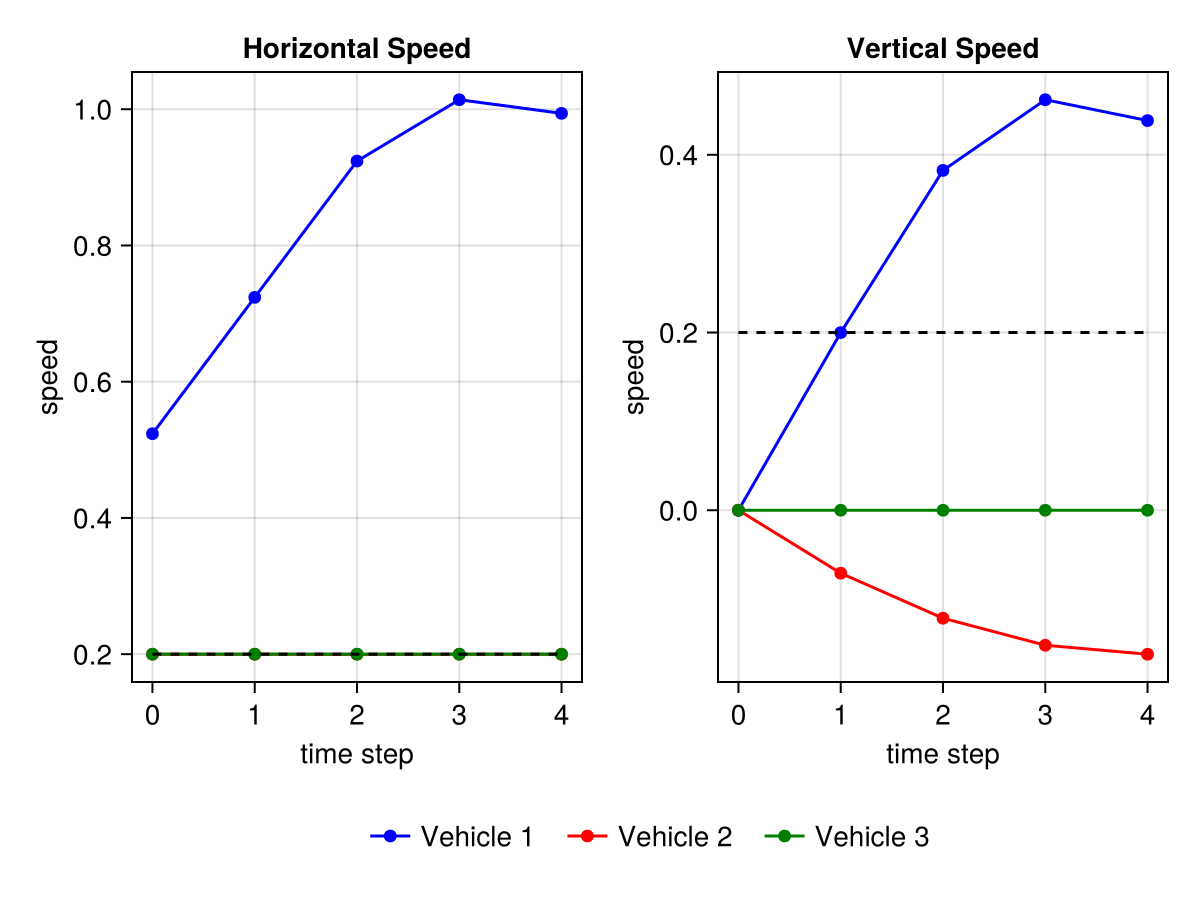 Horizontal Speed
1.0
0.8
0.6
0.4
0.2
speed
0 1 2 3 4
time step
Vertical Speed
0.4
0.2
0.0
speed
0 1 2 3 4
time step
Vehicle 1 Vehicle 2 Vehicle 3